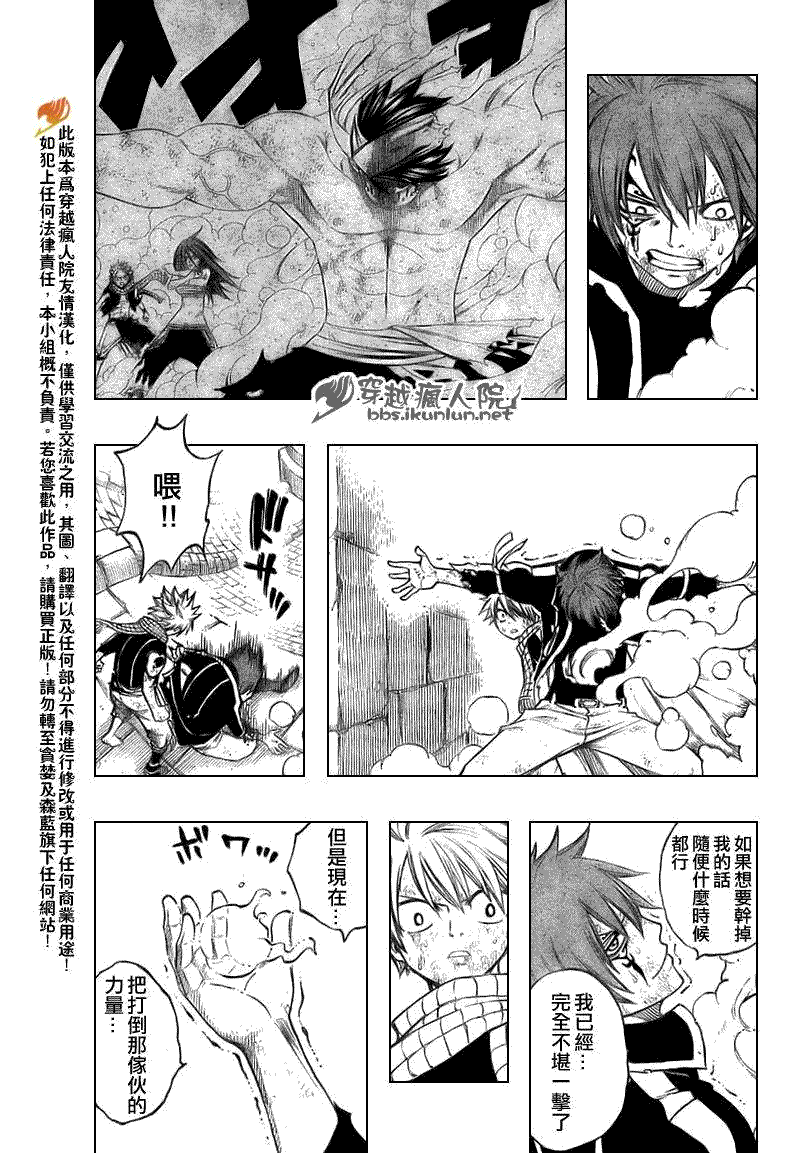 此版本爲穿越瘋人院友情漢化，僅供學習交流之用，其圖、翻譯以及任何部分不得進行修改或用于任何商業用途！
如犯上任何法律責任，本小組概不負責。若您喜歡此作品，請購買正版！請勿轉至貪婪及森藍旗下任何網站！
穿越瘋人院
bbs.ikunlun.net
喂!!
如果想要幹掉
我的話
隨便什麼時候
都行
我已經…
完全不堪一擊了
但是現在…
ボワッ…
把打倒那傢伙的
力量…